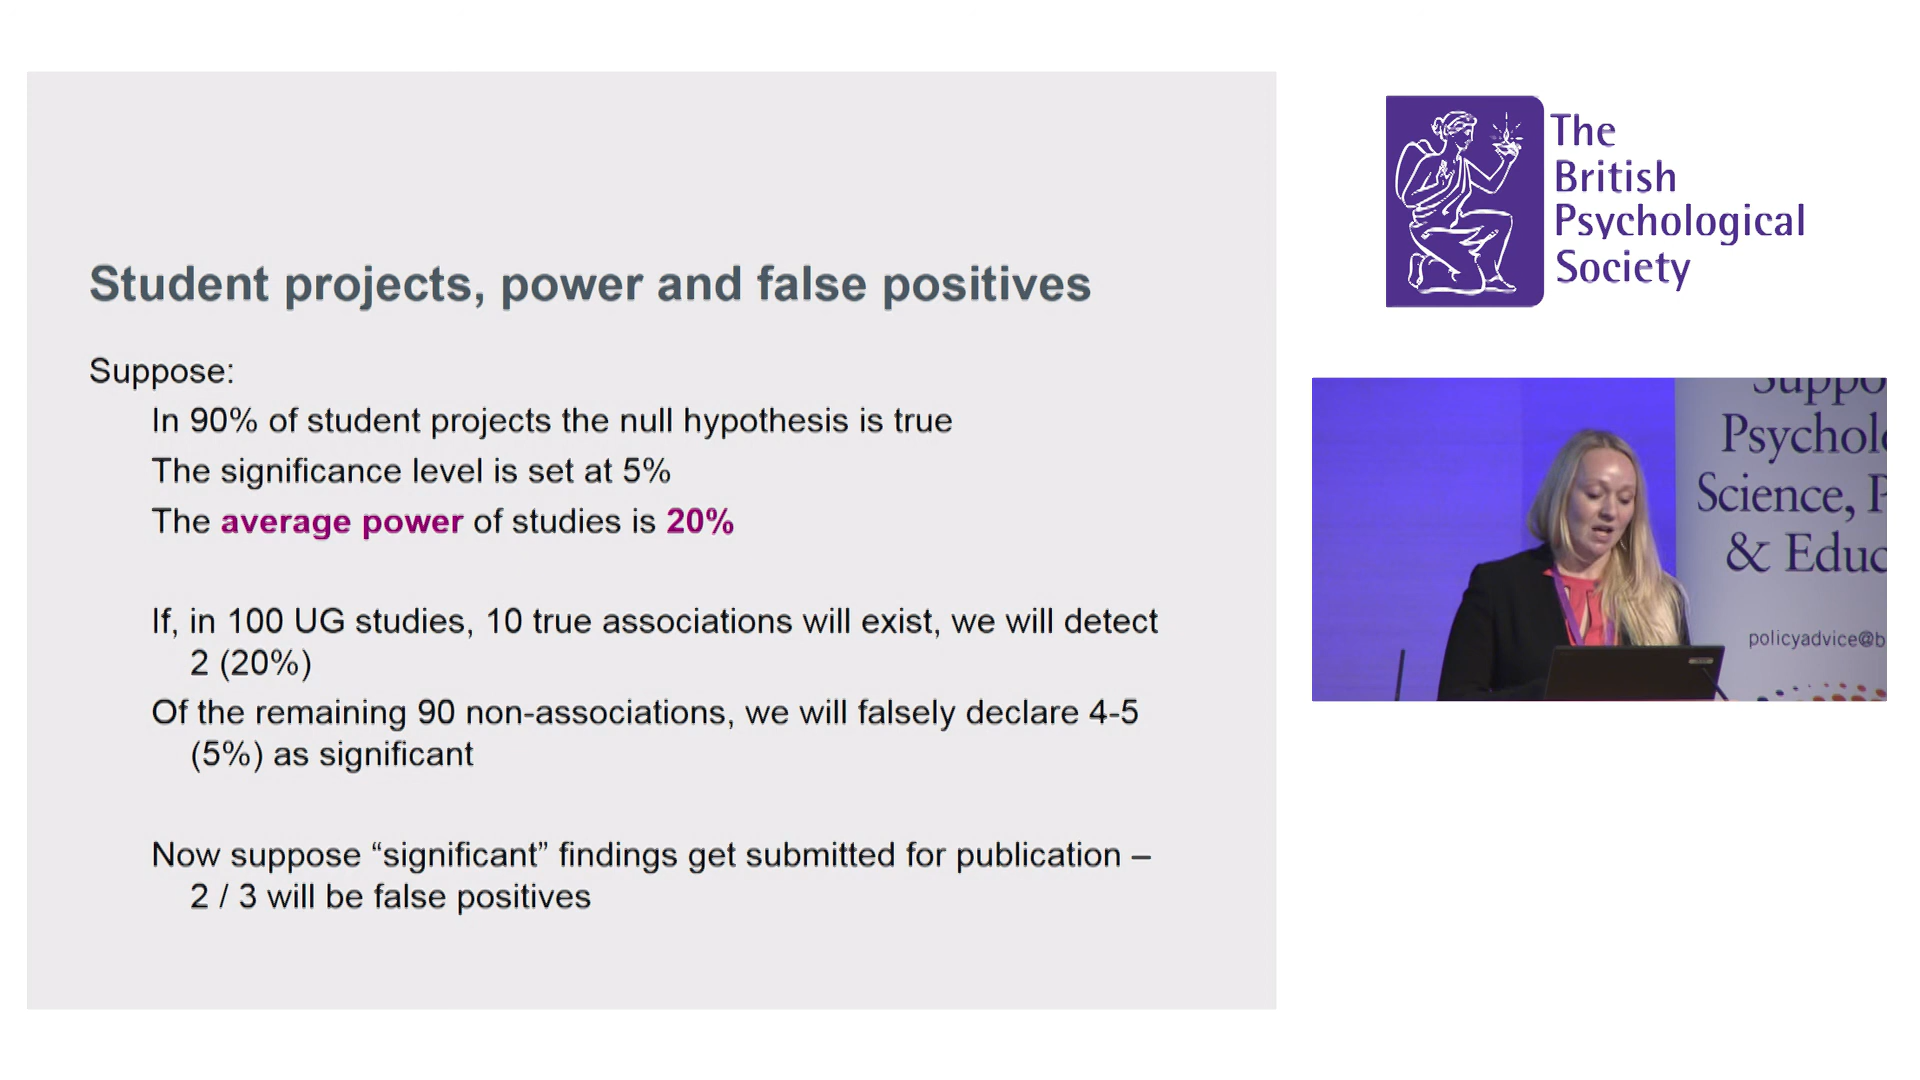 Student projects, power and false positives
Suppose:
In 90% of student projects the null hypothesis is true
The significance level is set at 5%
The average power of studies is 20%
If, in 100 UG studies, 10 true associations will exist, we will detect
2 (20%)
Of the remaining 90 non-associations, we will falsely declare 4-5
(5%) as significant
Now suppose “significant” findings get submitted for publication –
2 / 3 will be false positives
The
British
Psychological
Society
Science,
&
policyadvice@b